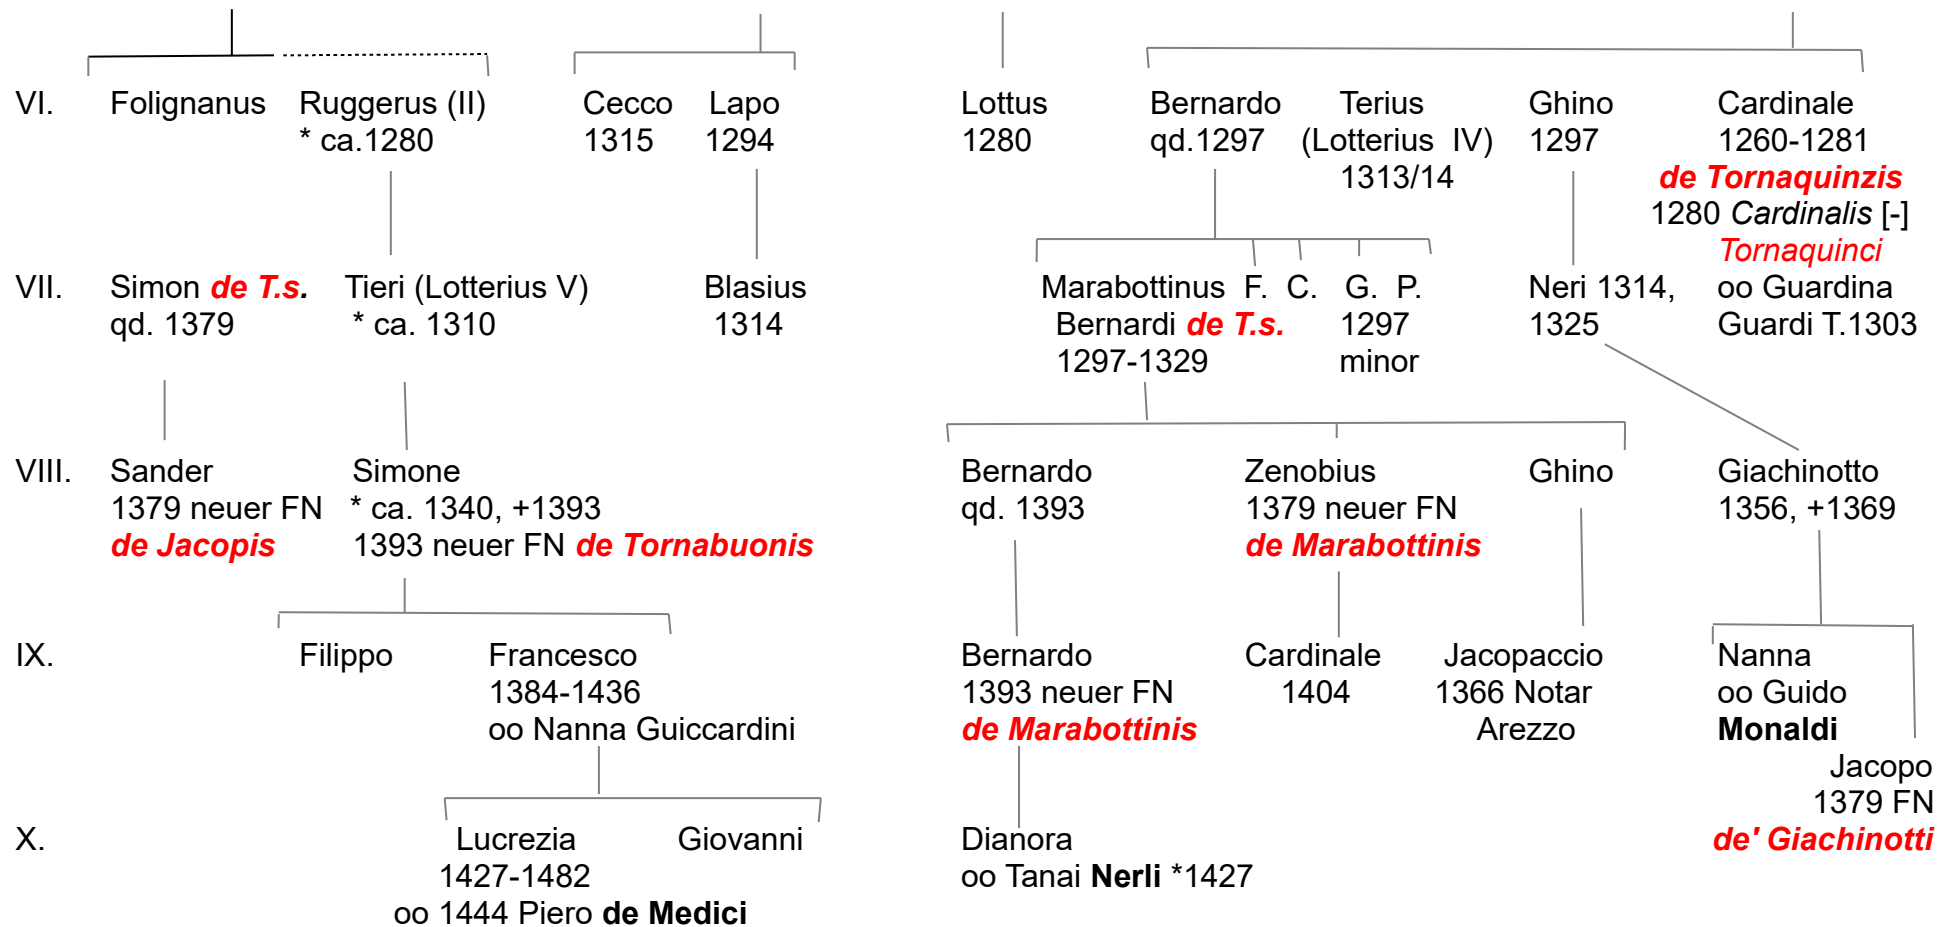 VI. Folignanus Ruggerus (II) Cecco Lapo Lottus Bernardo Terius Ghino Cardinale
* ca.1280 1315 1294 1280 qd.1297 (Lotterius IV) 1297 1260-1281
1313/14 de Tornaquinzis
1280 Cardinalis [-]
Tornaquinci
VII. Simon de T.s. Tieri (Lotterius V) Blasius Marabottinus F. C. G. P. Neri 1314, oo Guardina
qd. 1379 * ca. 1310 1314 Bernardi de T.s. 1297 1325 Guardi T.1303
1297-1329 minor
VIII. Sander Simone Bernardo Zenobius Ghino Giachinotto
1379 neuer FN * ca. 1340, +1393 qd. 1393 1379 neuer FN 1356, +1369
de Jacopis 1393 neuer FN de Tornabuonis de Marabottinis
IX. Filippo Francesco Bernardo Cardinale Jacopaccio Nanna
1384-1436 1393 neuer FN 1404 1366 Notar oo Guido
oo Nanna Guiccardini de Marabottinis Arezzo Monaldi
Jacopo
1379 FN
X. Lucrezia Giovanni Dianora de' Giachinotti
1427-1482 oo Tanai Nerli *1427
oo 1444 Piero de Medici